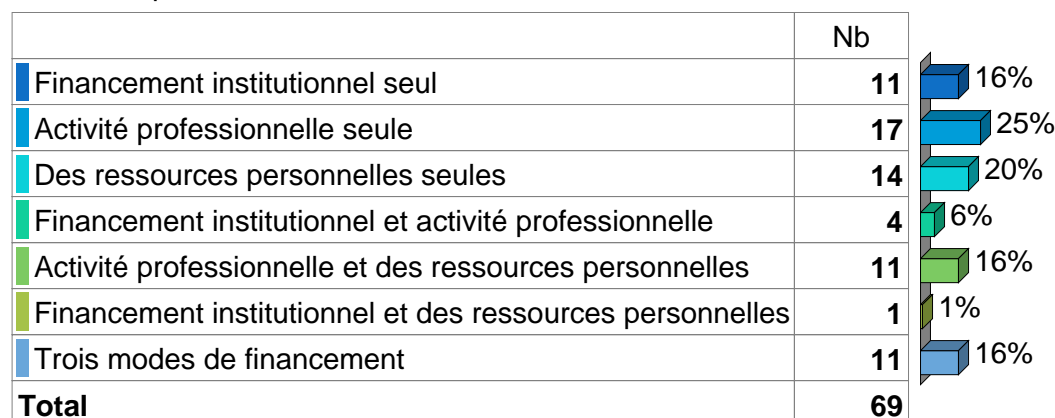 Nb
Financement institutionnel seul 11 16%
Activité professionnelle seule 17 25%
Des ressources personnelles seules 14 20%
Financement institutionnel et activité professionnelle 4 6%
Activité professionnelle et des ressources personnelles 11 16%
Financement institutionnel et des ressources personnelles 1 1%
Trois modes de financement 11 16%
Total 69